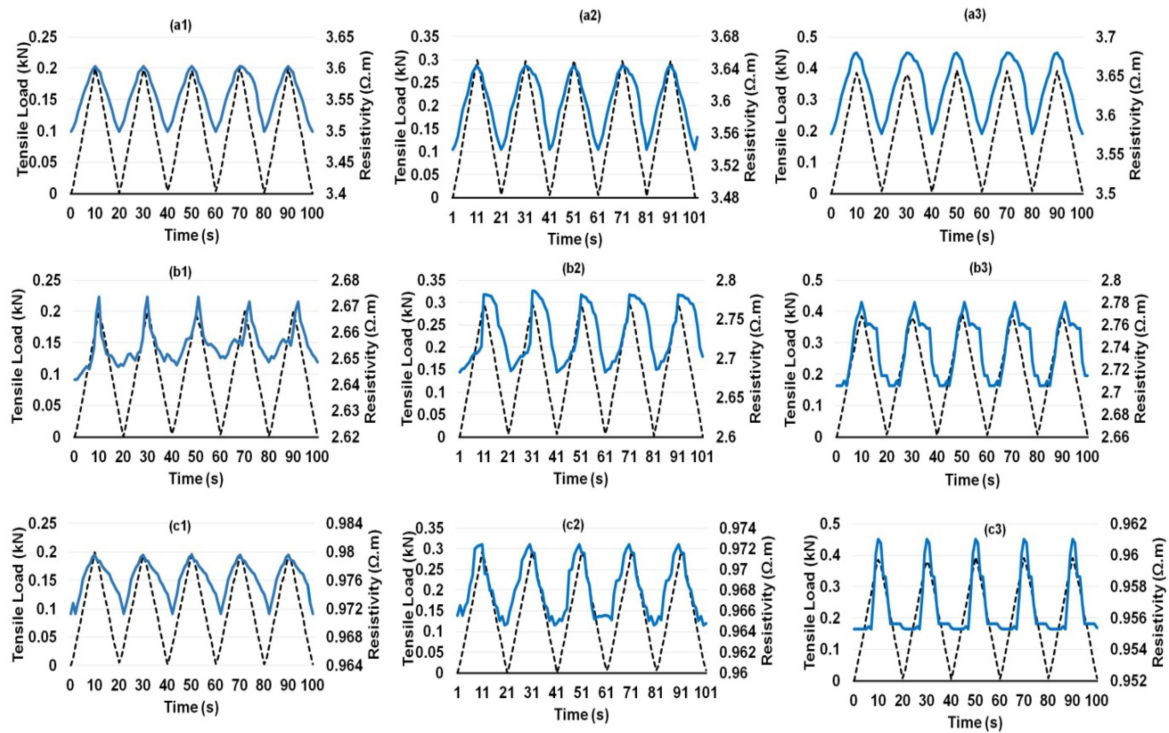 (a1)
Tensile Load (kN)
0.25
0.2
0.15
0.1
0.05
0
3.65
3.6
3.55
3.5
3.45
3.4
Resistivity (Ω.m)
0 10 20 30 40 50 60 70 80 90 100
Time (s)
(a2)
Tensile Load (kN)
0.35
0.3
0.25
0.2
0.15
0.1
0.05
0
3.68
3.64
3.6
3.56
3.52
3.48
Resistivity (Ω.m)
1 11 21 31 41 51 61 71 81 91 101
Time (s)
(a3)
Tensile Load (kN)
0.5
0.4
0.3
0.2
0.1
0
3.7
3.65
3.6
3.55
3.5
Resistivity (Ω.m)
0 10 20 30 40 50 60 70 80 90 100
Time (s)
(b1)
Tensile Load (kN)
0.25
0.2
0.15
0.1
0.05
0
2.68
2.67
2.66
2.65
2.64
2.63
2.62
Resistivity (Ω.m)
0 10 20 30 40 50 60 70 80 90 100
Time (s)
(b2)
Tensile Load (kN)
0.35
0.3
0.25
0.2
0.15
0.1
0.05
0
2.8
2.75
2.7
2.65
2.6
Resistivity (Ω.m)
1 11 21 31 41 51 61 71 81 91 101
Time (s)
(b3)
Tensile Load (kN)
0.5
0.4
0.3
0.2
0.1
0
2.8
2.78
2.76
2.74
2.72
2.7
2.68
2.66
Resistivity (Ω.m)
0 10 20 30 40 50 60 70 80 90 100
Time (s)
(c1)
Tensile Load (kN)
0.25
0.2
0.15
0.1
0.05
0
0.984
0.98
0.976
0.972
0.968
0.964
Resistivity (Ω.m)
0 10 20 30 40 50 60 70 80 90 100
Time (s)
(c2)
Tensile Load (kN)
0.35
0.3
0.25
0.2
0.15
0.1
0.05
0
0.974
0.972
0.97
0.968
0.966
0.964
0.962
0.96
Resistivity (Ω.m)
1 11 21 31 41 51 61 71 81 91 101
Time (s)
(c3)
Tensile Load (kN)
0.5
0.4
0.3
0.2
0.1
0
0.962
0.96
0.958
0.956
0.954
0.952
Resistivity (Ω.m)
0 10 20 30 40 50 60 70 80 90 100
Time (s)